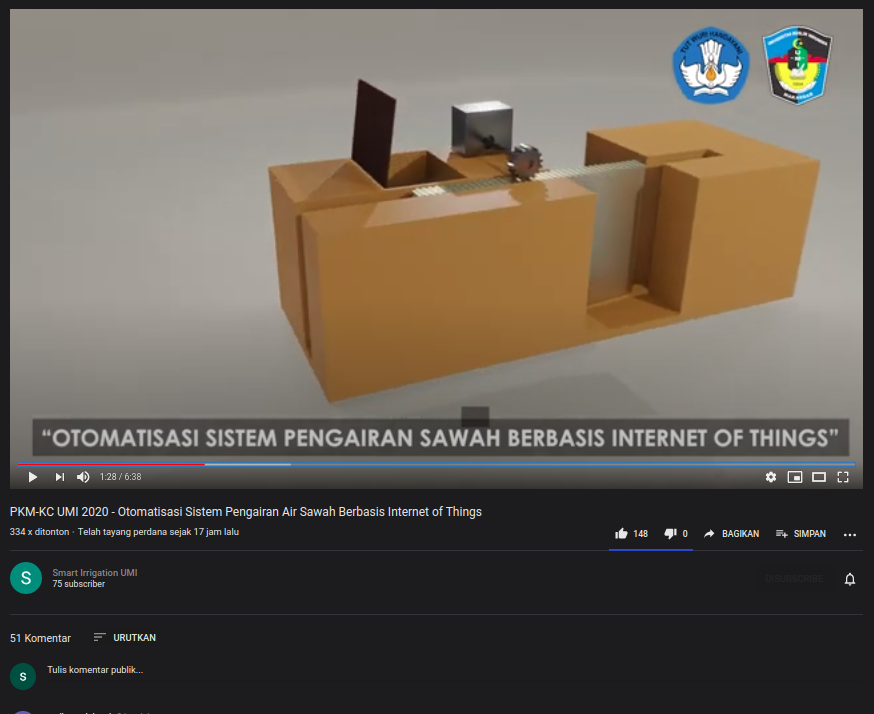 TUT WURI HANDAYANI
“OTOMATISASI SISTEM PENGAIRAN SAWAH BERBASIS INTERNET OF THINGS”
1:28 / 6:38
PKM-KC UMI 2020 - Otomatisasi Sistem Pengairan Air Sawah Berbasis Internet of Things
334 x ditonton · Telah tayang perdana sejak 17 jam lalu
148 0 BAGIKAN SIMPAN
S
Smart Irrigation UMI
75 subscriber
51 Komentar URUTKAN
S
Tulis komentar publik...